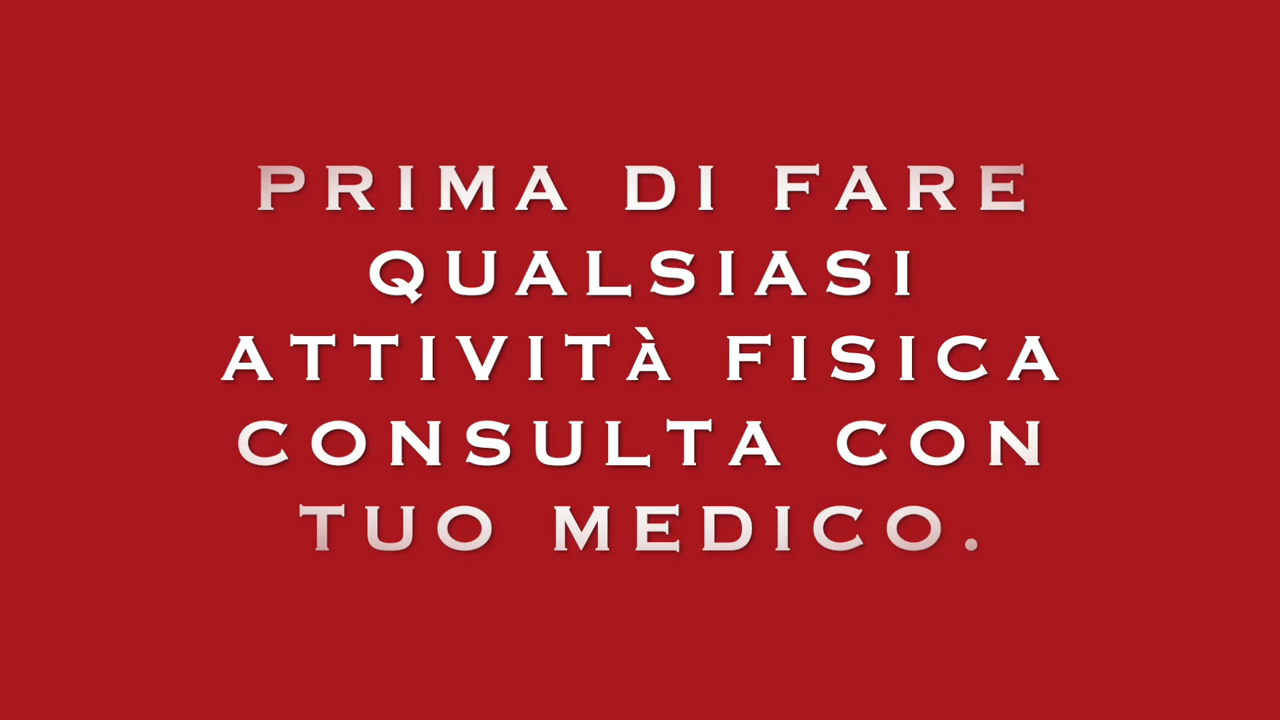 PRIMA DI FARE
QUALSIASI
ATTIVITÀ FISICA
CONSULTA CON
TUO MEDICO.